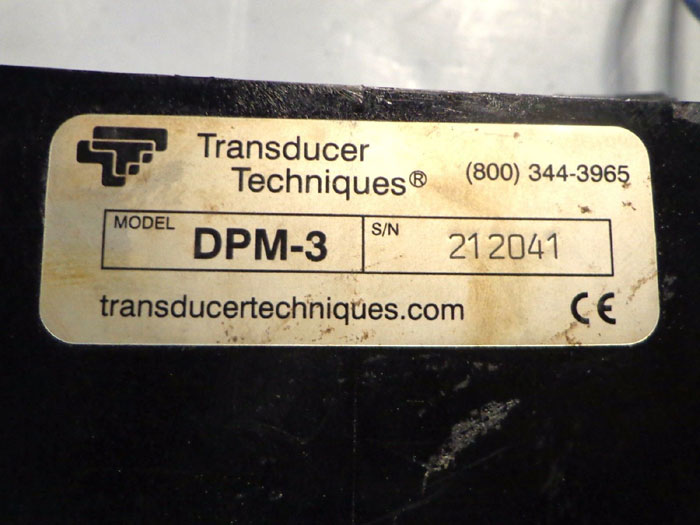 Transducer
Techniques® (800) 344-3965
MODEL DPM-3 S/N 212041
transducertechniques.com CE